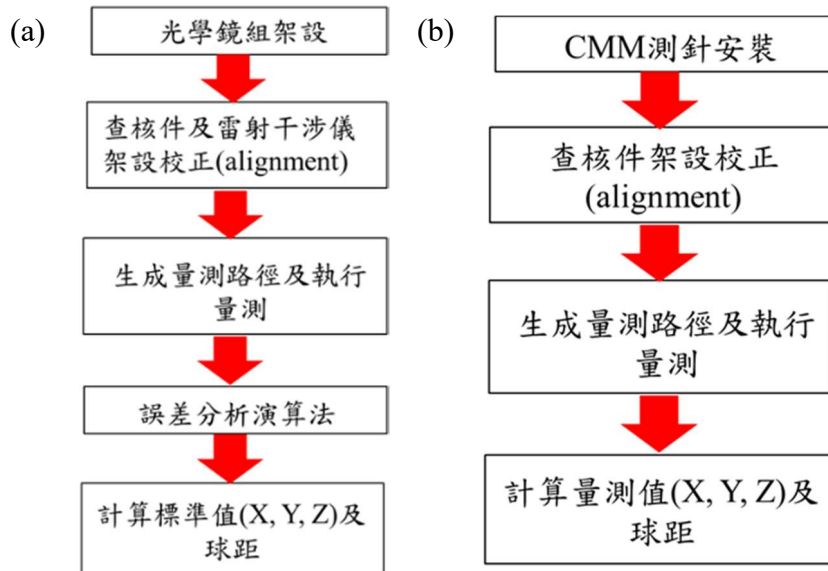 (a)
光學鏡組架設
查核件及雷射干涉儀
架設校正(alignment)
生成量測路徑及執行
量測
誤差分析演算法
計算標準值(X, Y, Z)及
球距
(b)
CMM測針安裝
查核件架設校正
(alignment)
生成量測路徑及執行
量測
計算量測值(X, Y, Z)及
球距